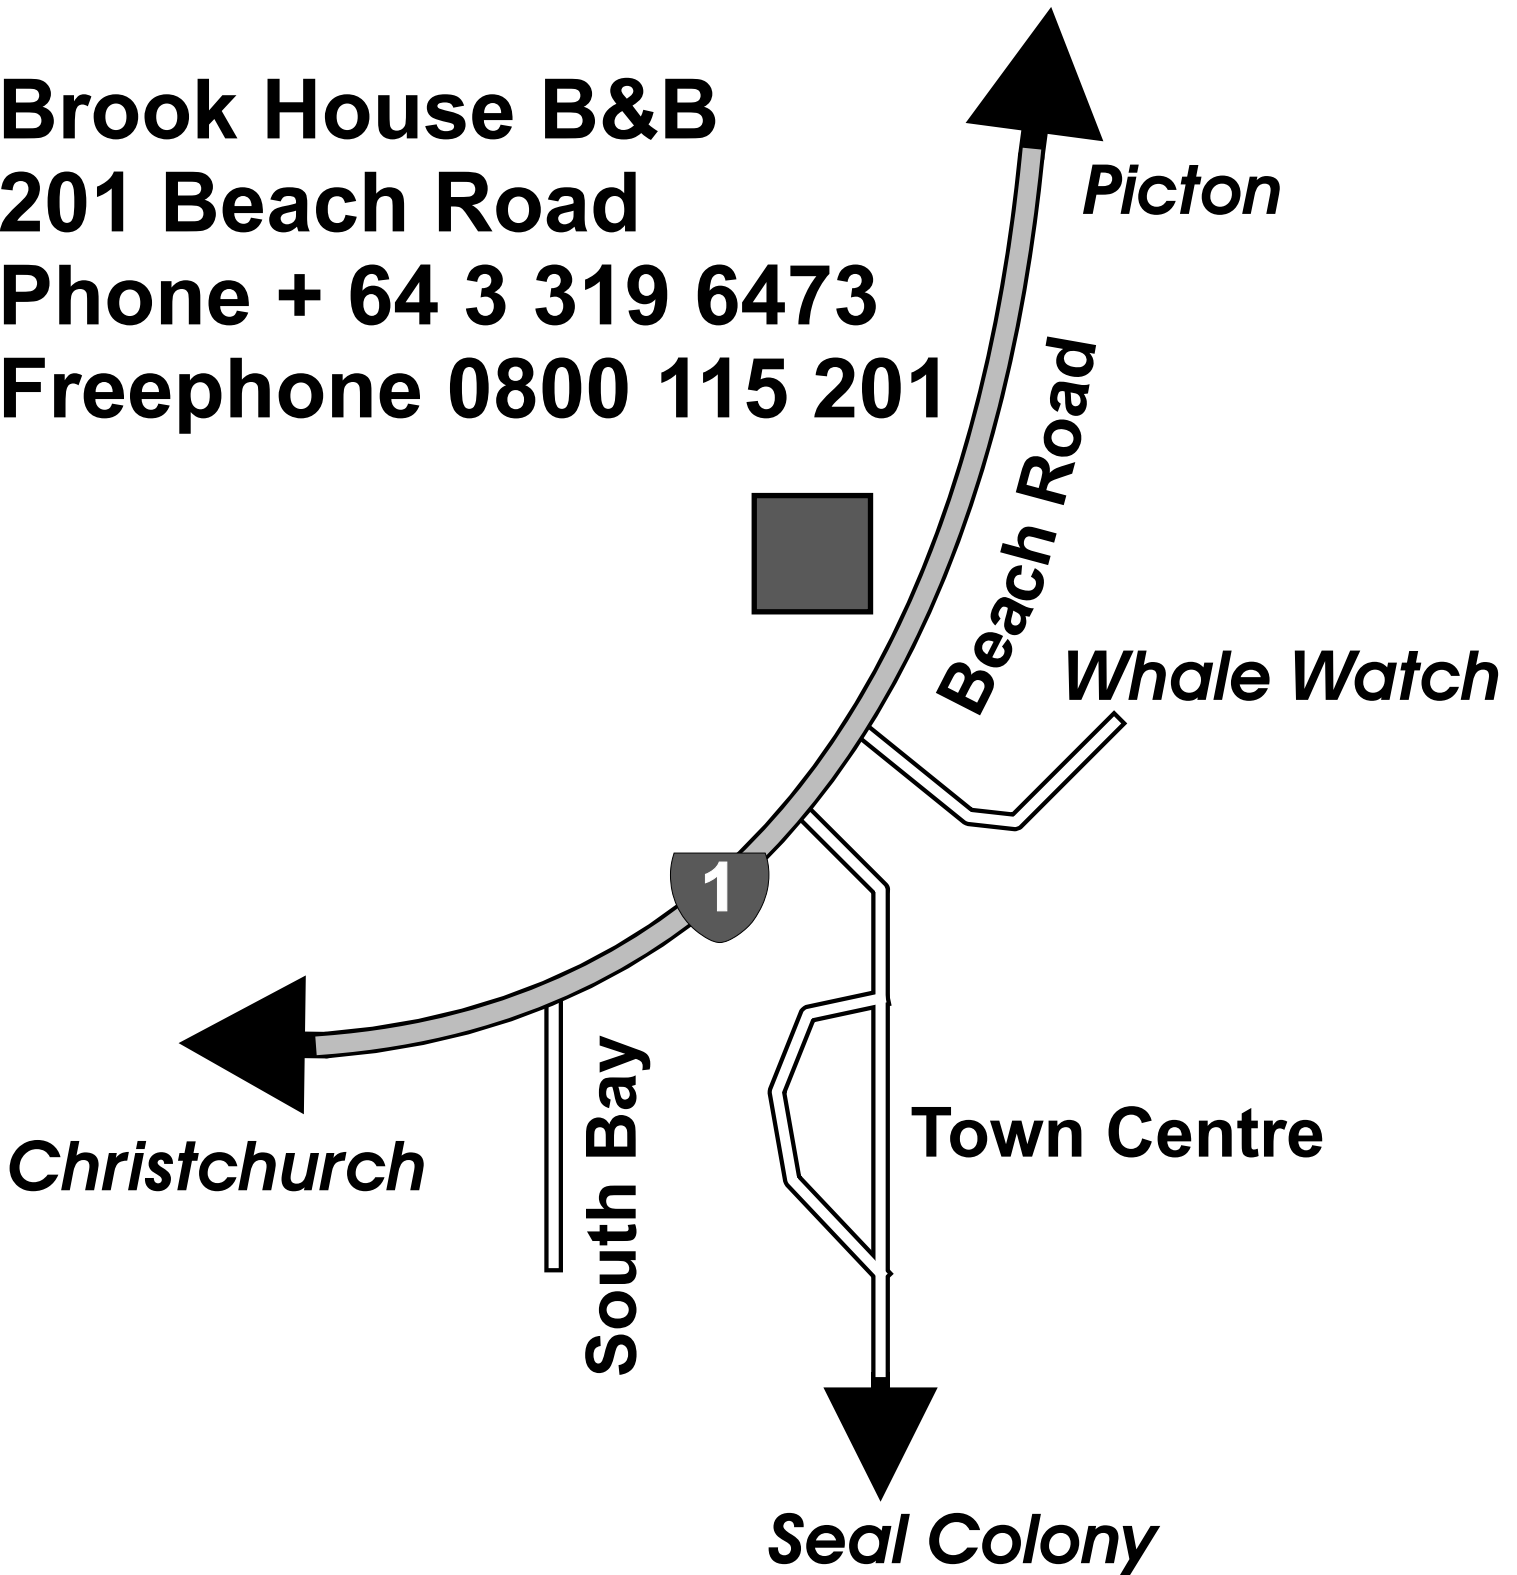 Brook House B&B
201 Beach Road
Phone + 64 3 319 6473
Freephone 0800 115 201
Picton
Beach Road
Whale Watch
1
Christchurch
South Bay
Town Centre
Seal Colony